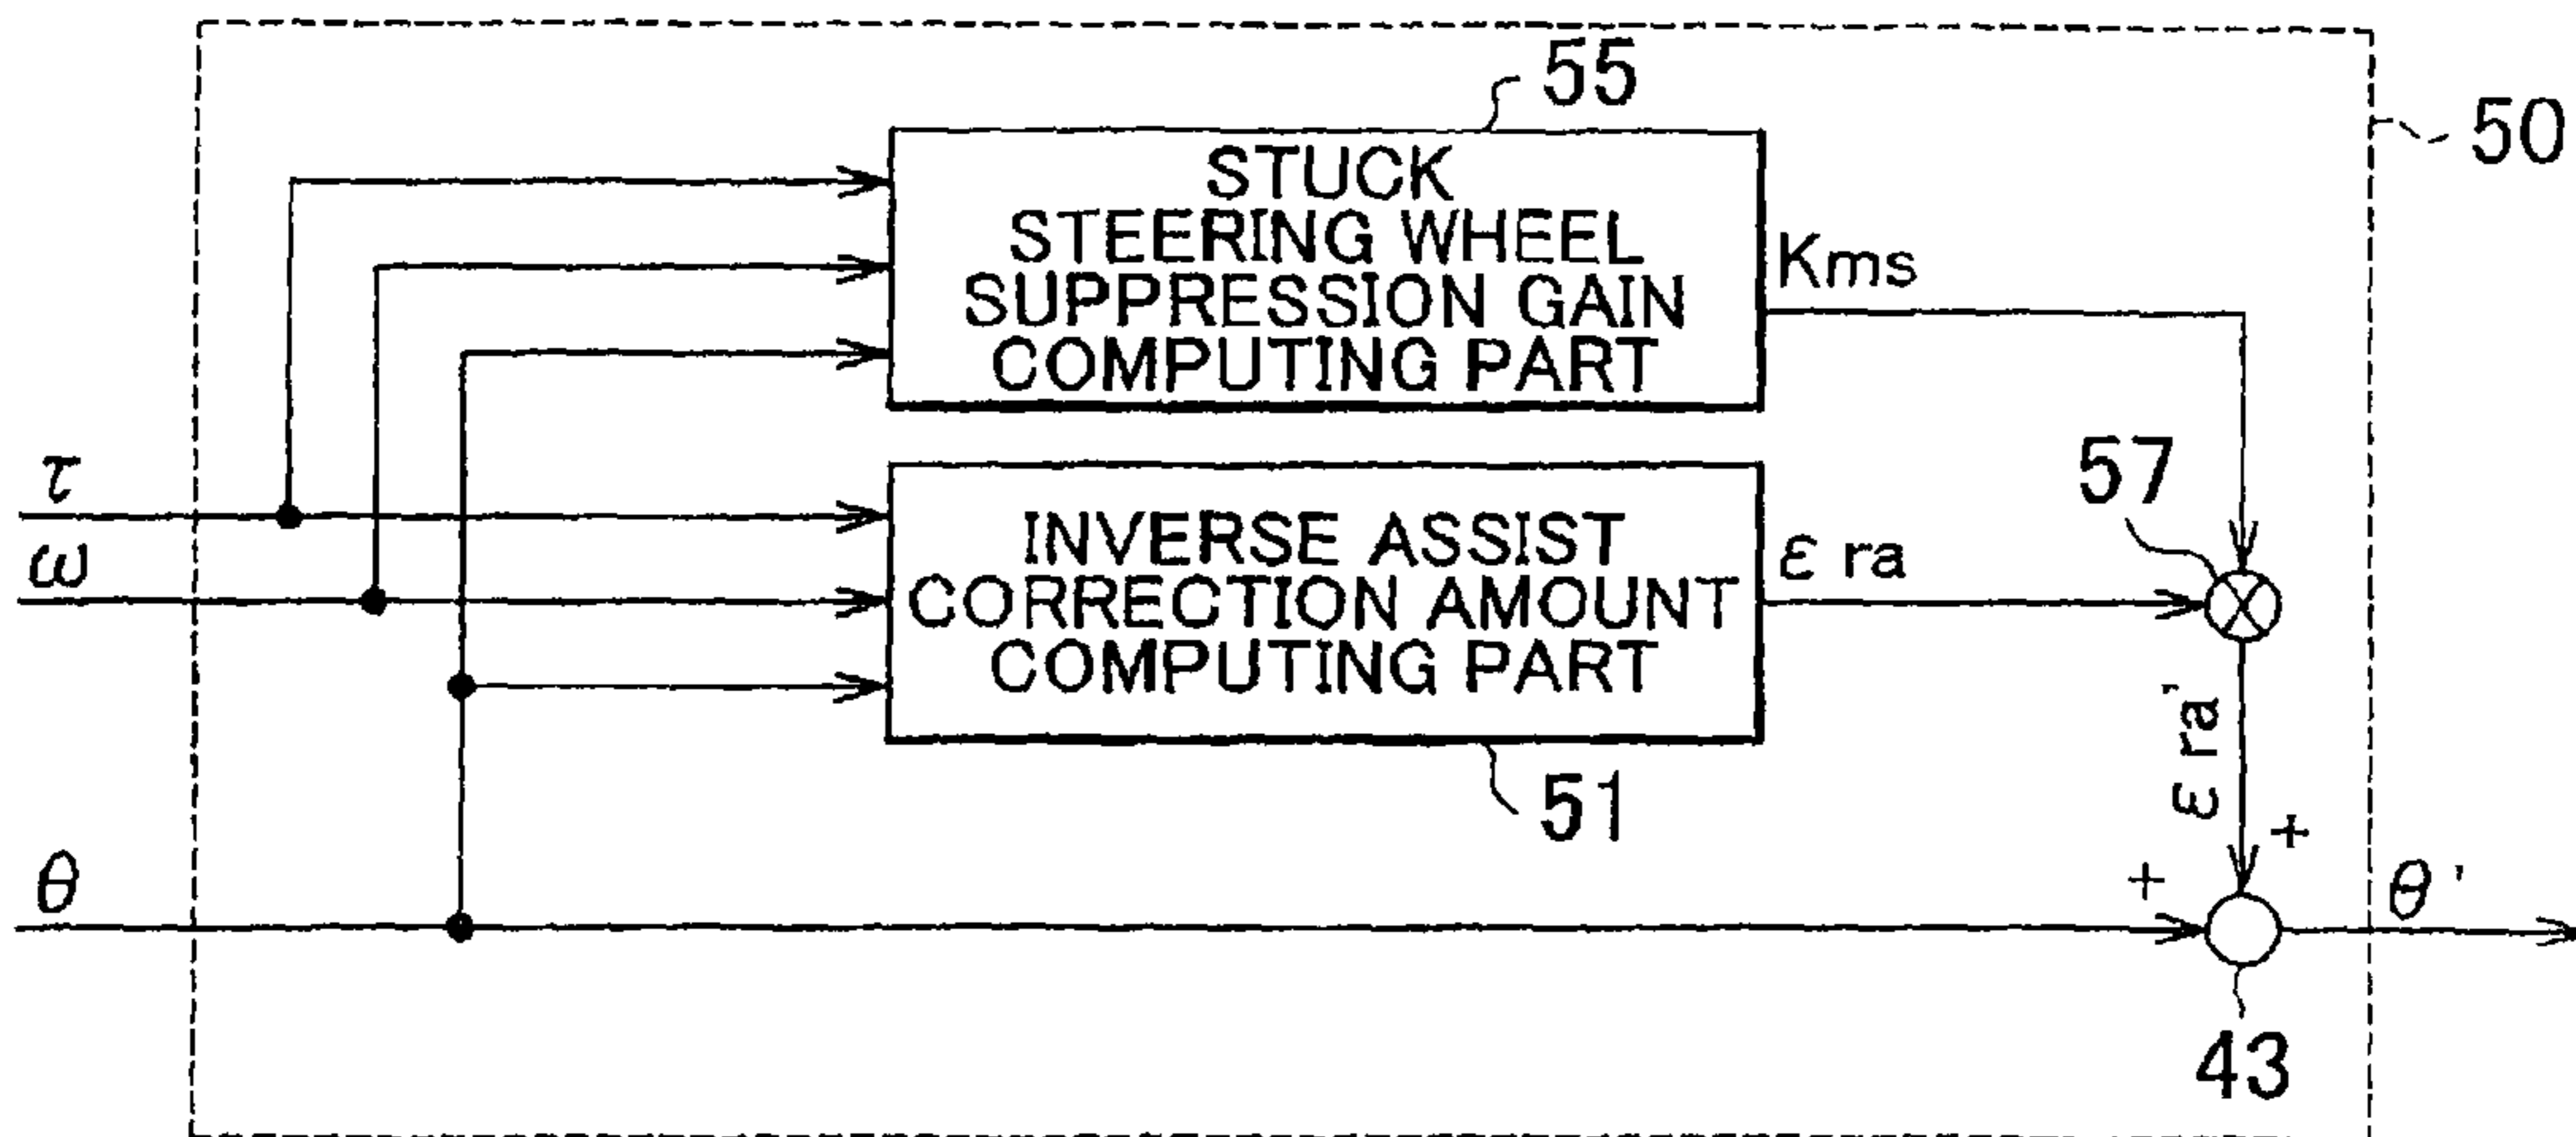 55
50
STUCK
STEERING WHEEL
SUPPRESSION GAIN
COMPUTING PART
Kms
57
τ
ω
INVERSE ASSIST
CORRECTION AMOUNT
COMPUTING PART
ε ra
ε ra'
51
+
+
θ
θ'
43